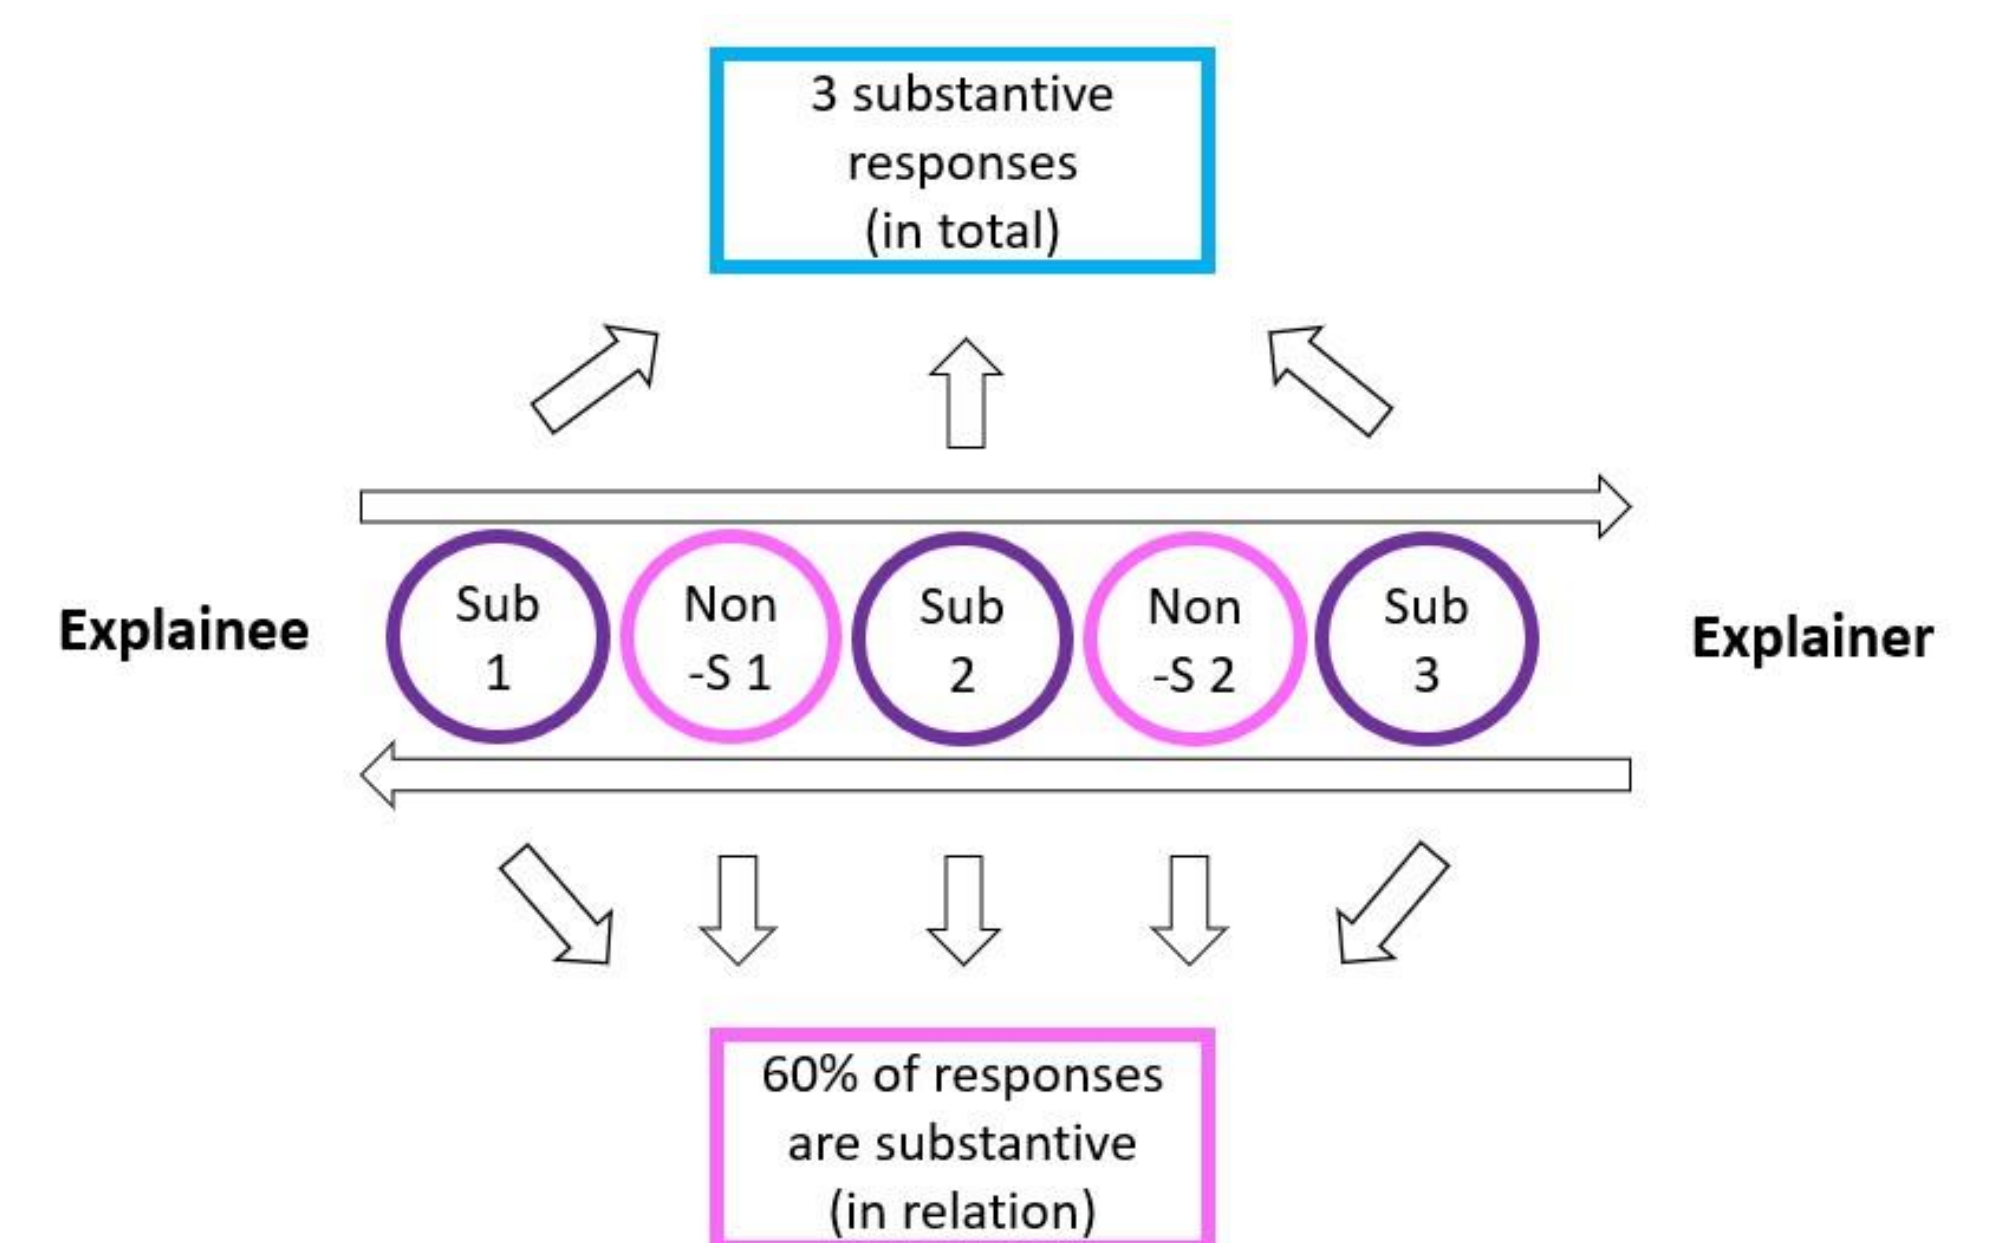 3 substantive
responses
(in total)
Explainee
Sub
1
Non
-S 1
Sub
2
Non
-S 2
Sub
3
Explainer
60% of responses
are substantive
(in relation)